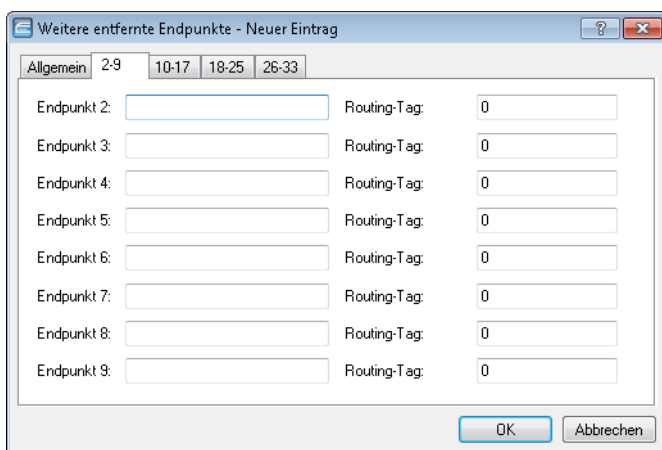 Weitere entfernte Endpunkte - Neuer Eintrag
Allgemein 2-9 10-17 18-25 26-33
Endpunkt 2: Routing-Tag: 0
Endpunkt 3: Routing-Tag: 0
Endpunkt 4: Routing-Tag: 0
Endpunkt 5: Routing-Tag: 0
Endpunkt 6: Routing-Tag: 0
Endpunkt 7: Routing-Tag: 0
Endpunkt 8: Routing-Tag: 0
Endpunkt 9: Routing-Tag: 0
OK Abbrechen